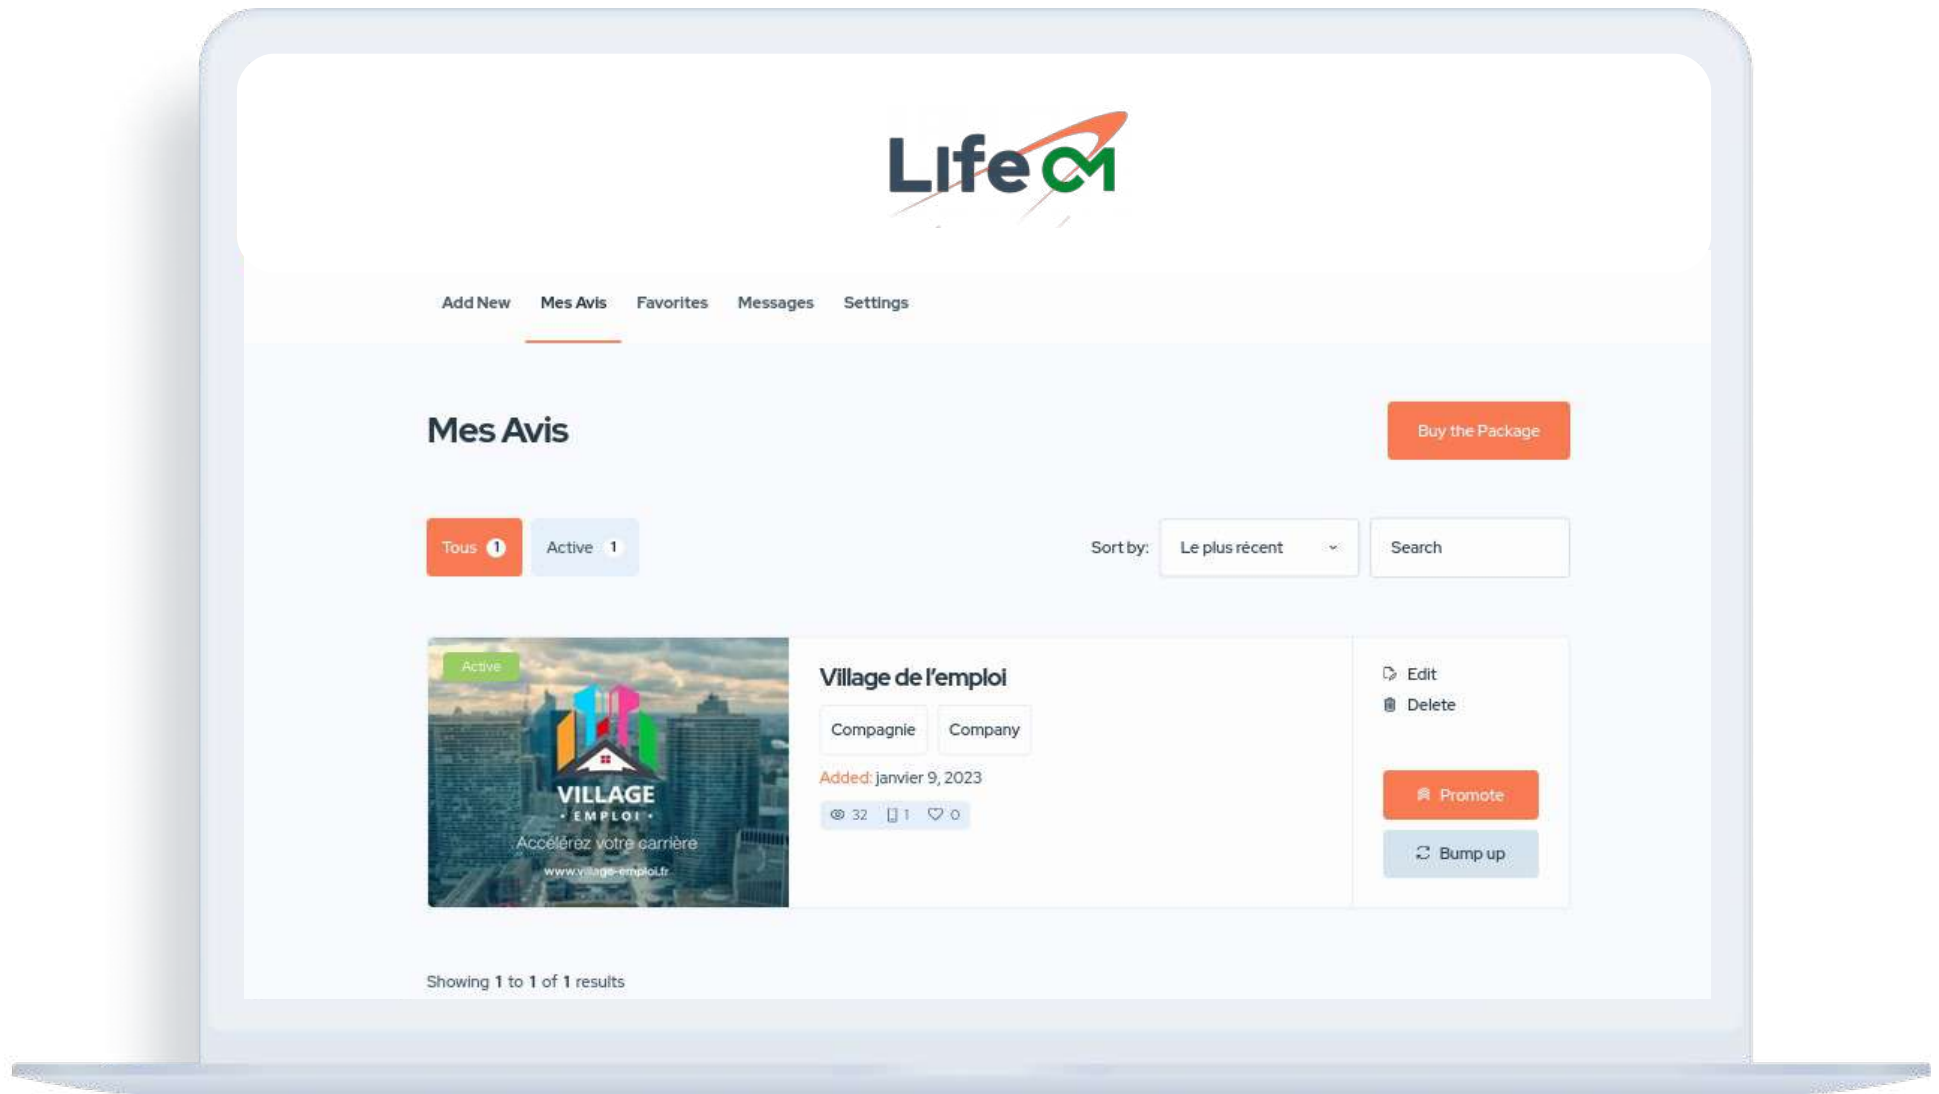 Life CM
Add New Mes Avis Favorites Messages Settings
Mes Avis
Buy the Package
Tous 1 Active 1 Sort by: Le plus récent Search
Active
VILLAGE
• EMPLOI •
Accélérez votre carrière
www.village-emploi.fr
Village de l'emploi
Compagnie Company
Added: janvier 9, 2023
32 1 0
Edit
Delete
Promote
Bump up
Showing 1 to 1 of 1 results